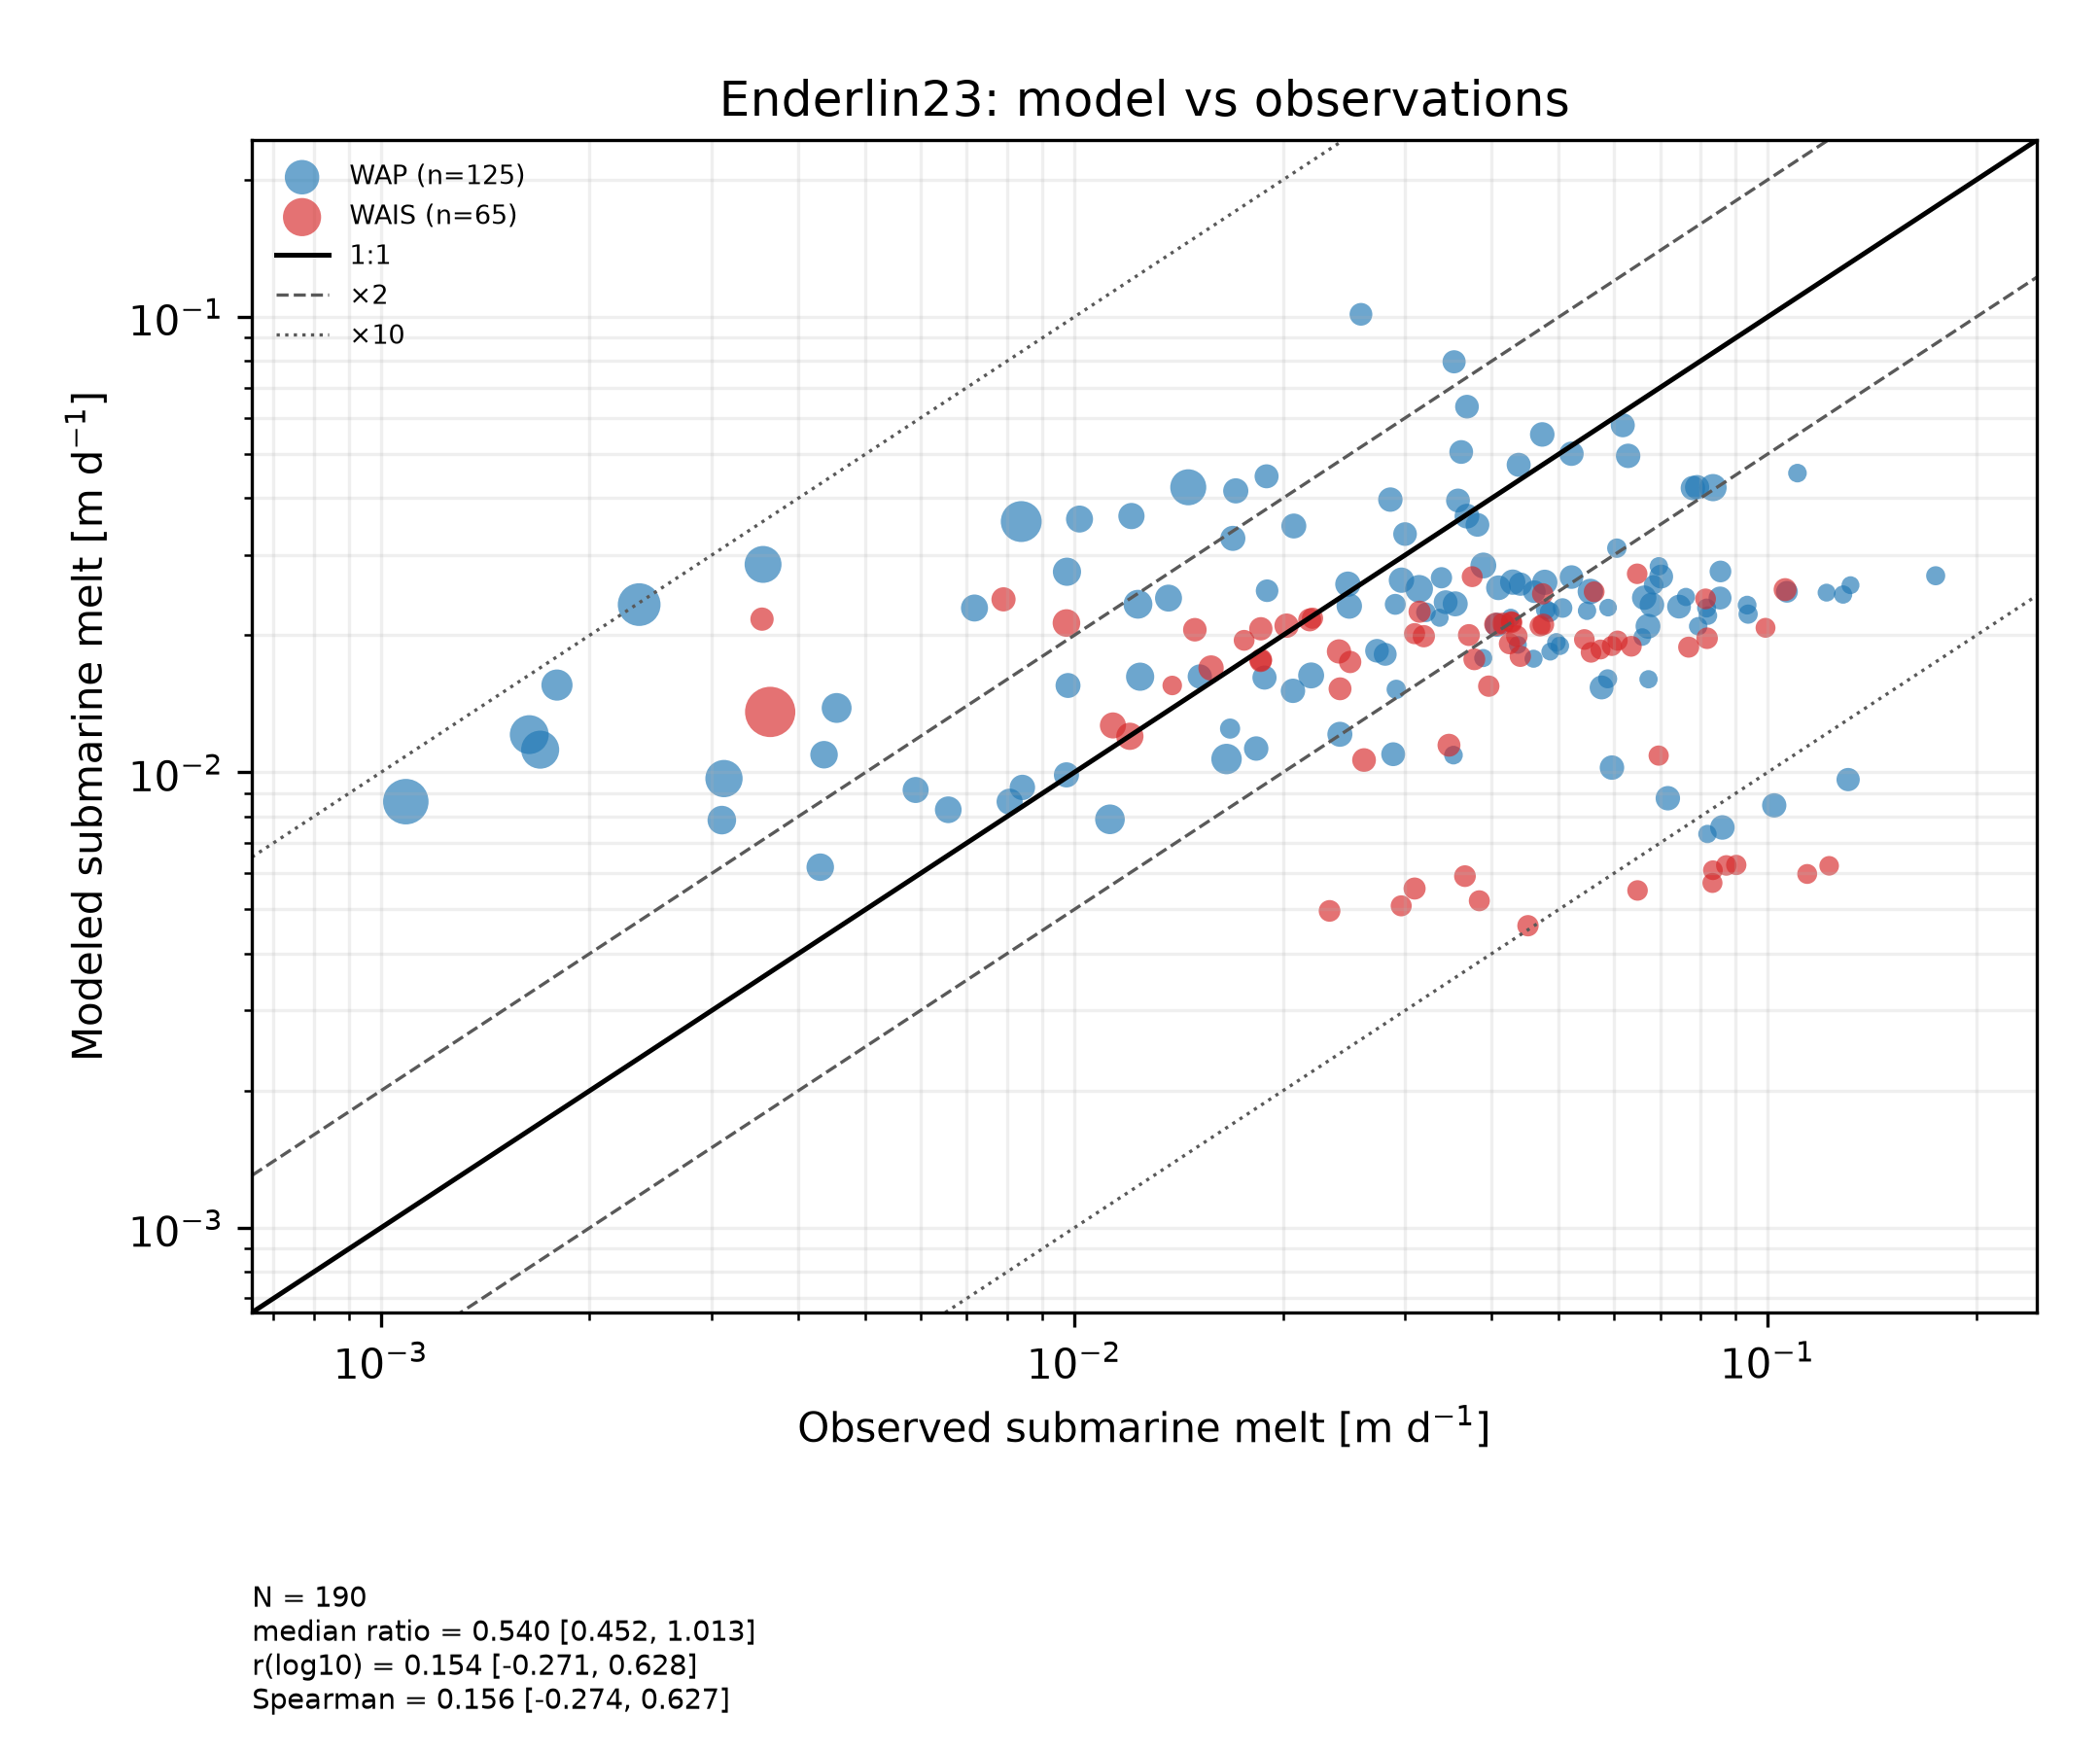 Enderlin23: model vs observations
WAP (n=125)
WAIS (n=65)
1:1
×2
×10
10⁻¹
10⁻²
10⁻³
Modeled submarine melt [m d⁻¹]
10⁻³ 10⁻² 10⁻¹
Observed submarine melt [m d⁻¹]
N = 190
median ratio = 0.540 [0.452, 1.013]
r(log10) = 0.154 [-0.271, 0.628]
Spearman = 0.156 [-0.274, 0.627]